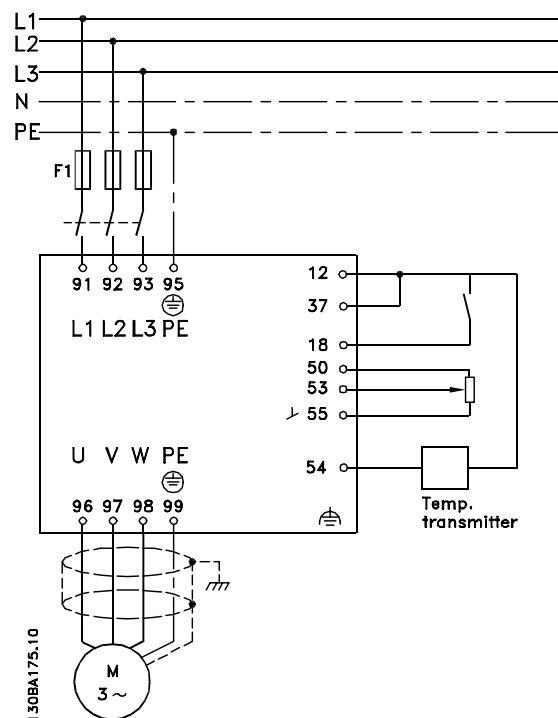 L1
L2
L3
N
PE
F1
91 92 93 95
L1 L2 L3 PE
12
37
18
50
53
55
54
U V W PE
96 97 98 99
Temp.
transmitter
M
3 ~
130BA175.10